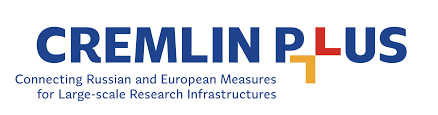 CREMLIN PLUS
Connecting Russian and European Measures
for Large-scale Research Infrastructures